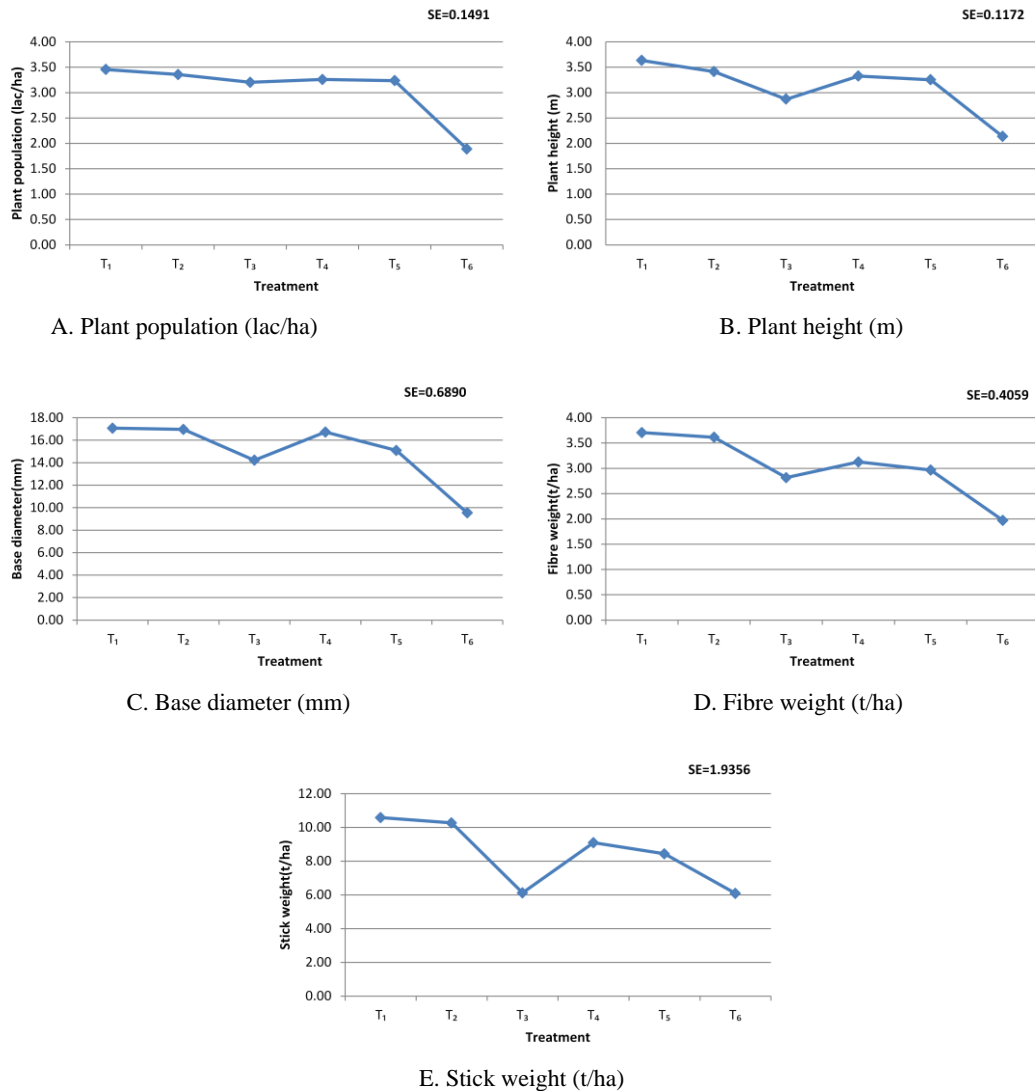 SE=0.1491
4.00
3.50
3.00
2.50
2.00
1.50
1.00
0.50
0.00
Plant population (lac/ha)
T₁ T₂ T₃ T₄ T₅ T₆
Treatment
A. Plant population (lac/ha)
SE=0.1172
4.00
3.50
3.00
2.50
2.00
1.50
1.00
0.50
0.00
Plant height (m)
T₁ T₂ T₃ T₄ T₅ T₆
Treatment
B. Plant height (m)
SE=0.6890
18.00
16.00
14.00
12.00
10.00
8.00
6.00
4.00
2.00
0.00
Base diameter(mm)
T₁ T₂ T₃ T₄ T₅ T₆
Treatment
C. Base diameter (mm)
SE=0.4059
4.00
3.50
3.00
2.50
2.00
1.50
1.00
0.50
0.00
Fibre weight(t/ha)
T₁ T₂ T₃ T₄ T₅ T₆
Treatment
D. Fibre weight (t/ha)
SE=1.9356
12.00
10.00
8.00
6.00
4.00
2.00
0.00
Stick weight(t/ha)
T₁ T₂ T₃ T₄ T₅ T₆
Treatment
E. Stick weight (t/ha)